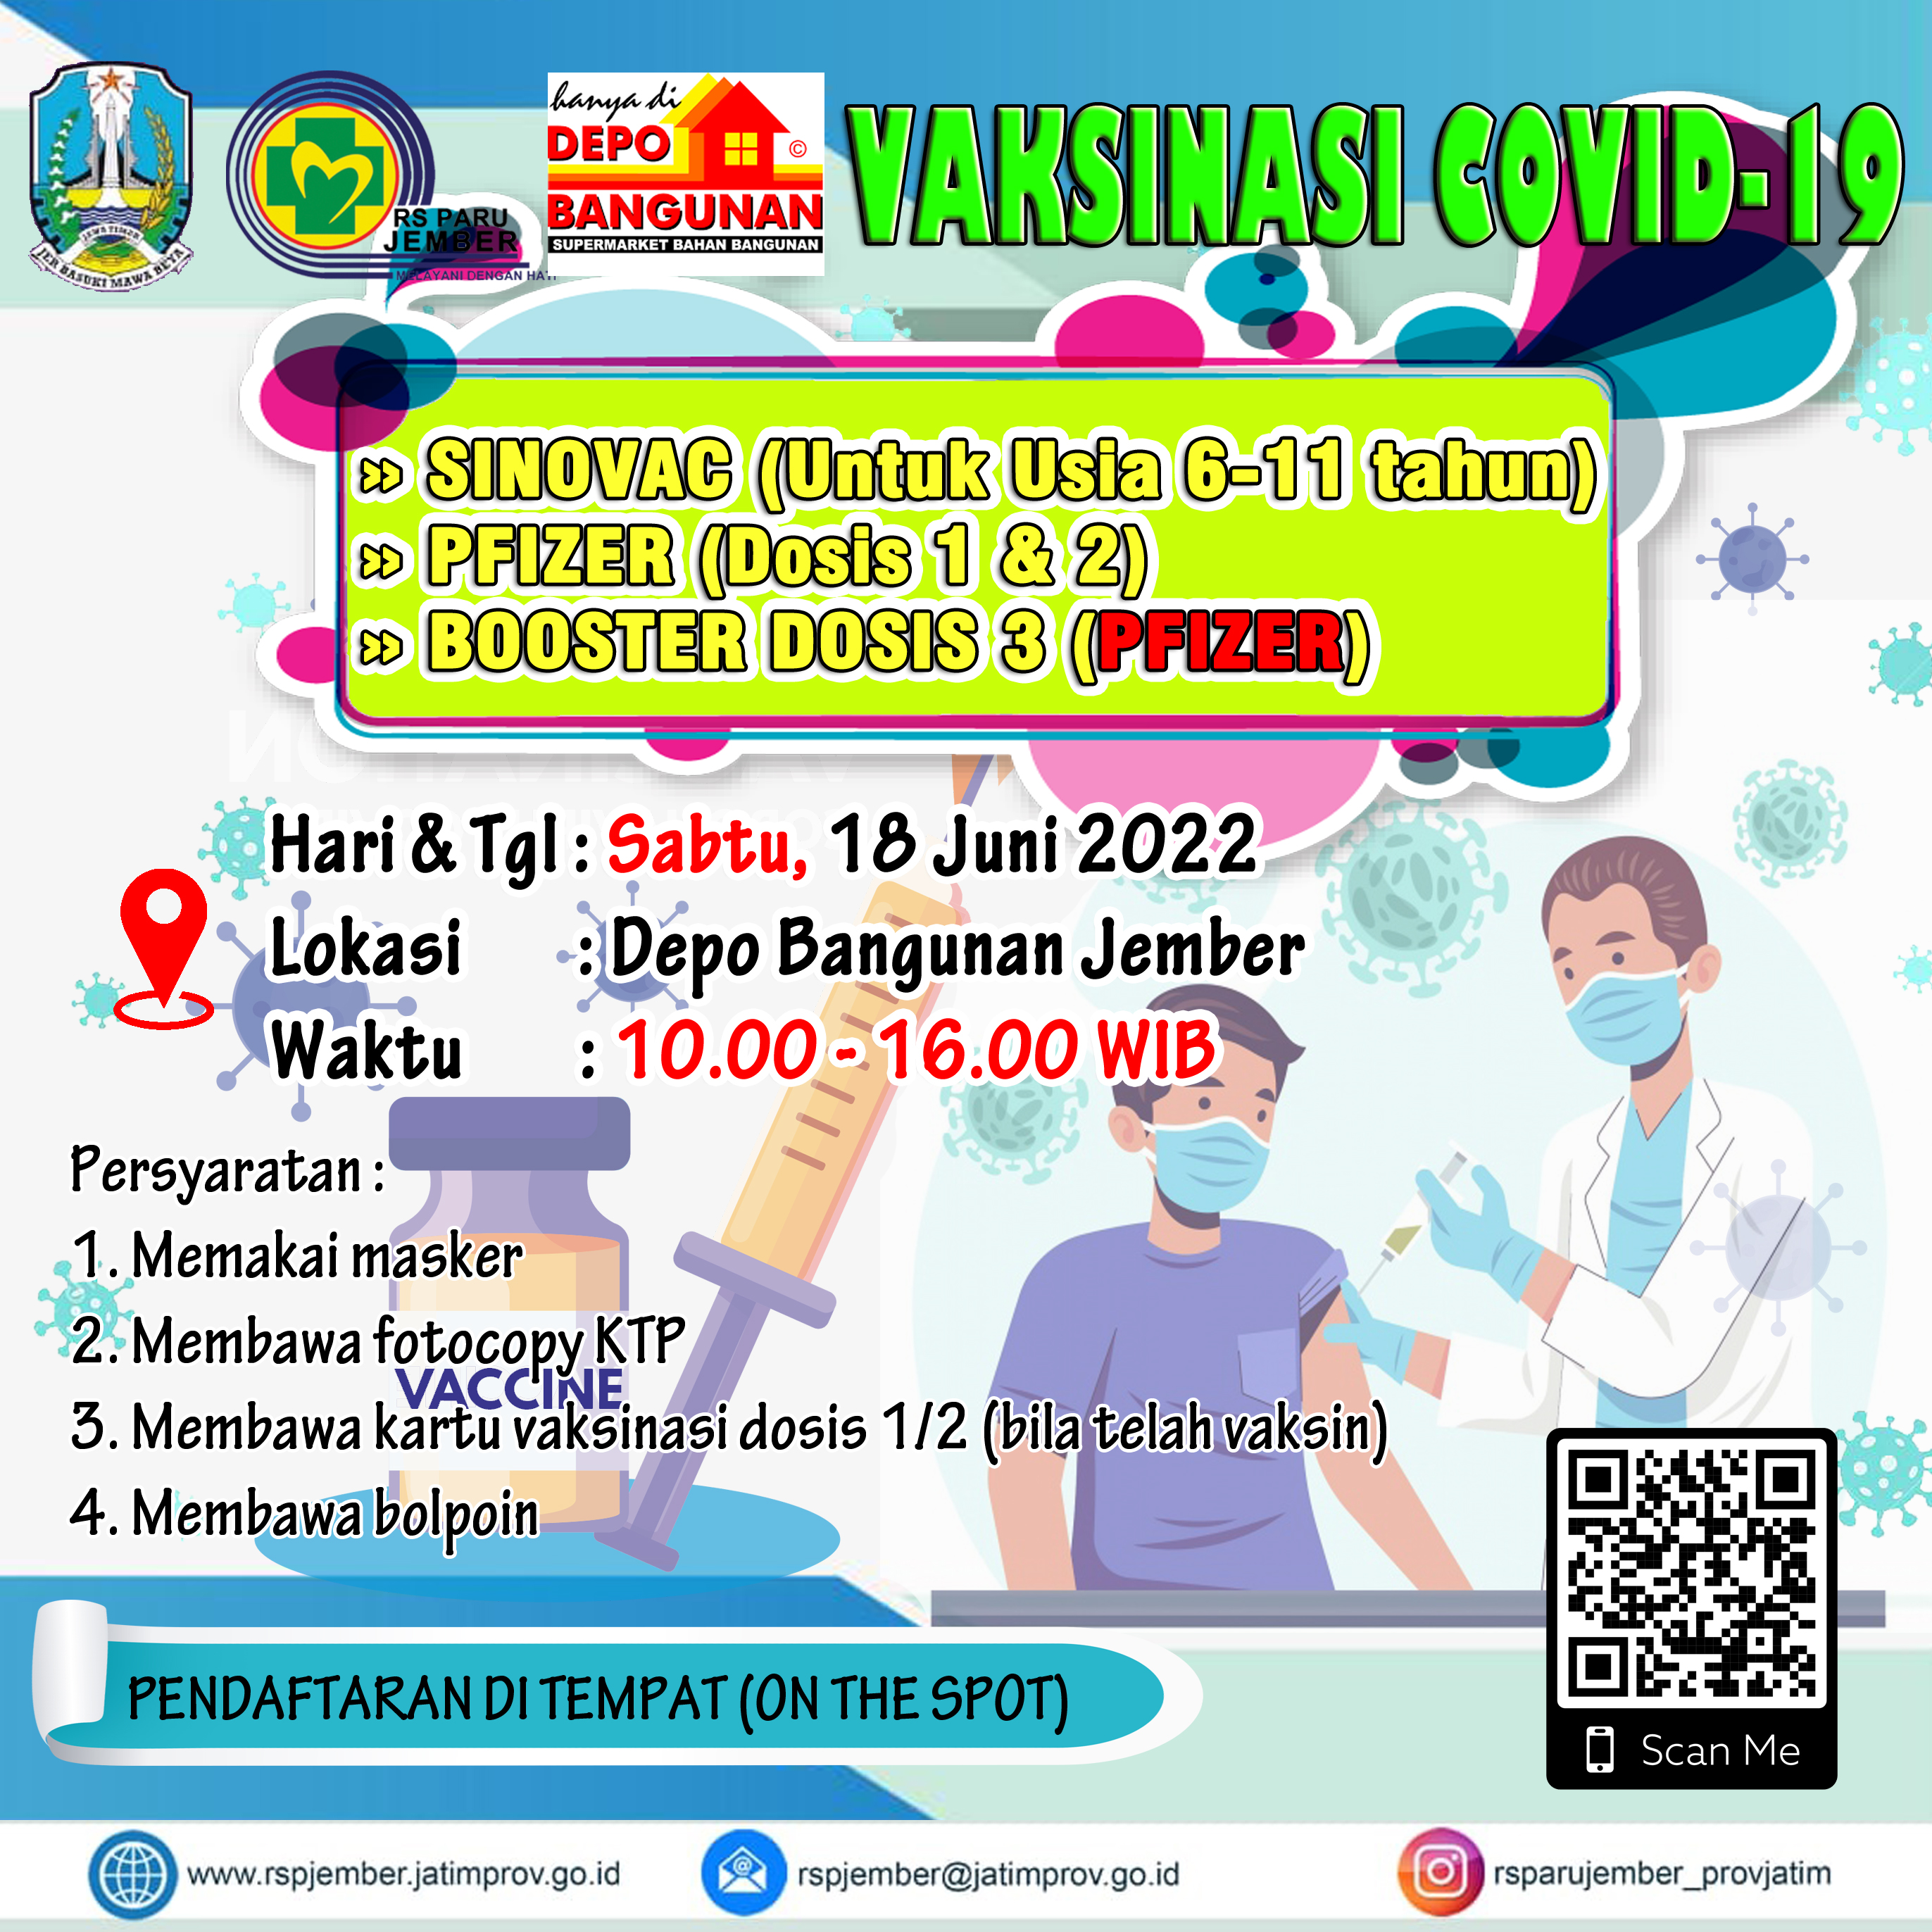 JAWA TIMUR
JER BASUKI MAWA BEYA
RS PARU
JEMBER
MELAYANI DENGAN HATI
hanya di
DEPO
BANGUNAN
©
SUPERMARKET BAHAN BANGUNAN
VAKSINASI COVID-19
» SINOVAC (Untuk Usia 6-11 tahun)
» PFIZER (Dosis 1 & 2)
» BOOSTER DOSIS 3 (PFIZER)
Hari & Tgl : Sabtu, 18 Juni 2022
Lokasi : Depo Bangunan Jember
Waktu : 10.00 - 16.00 WIB
Persyaratan :
1. Memakai masker
2. Membawa fotocopy KTP
VACCINE
3. Membawa kartu vaksinasi dosis 1/2 (bila telah vaksin)
4. Membawa bolpoin
PENDAFTARAN DI TEMPAT (ON THE SPOT)
Scan Me
www.rspjember.jatimprov.go.id
rspjember@jatimprov.go.id
rsparujember_provjatim